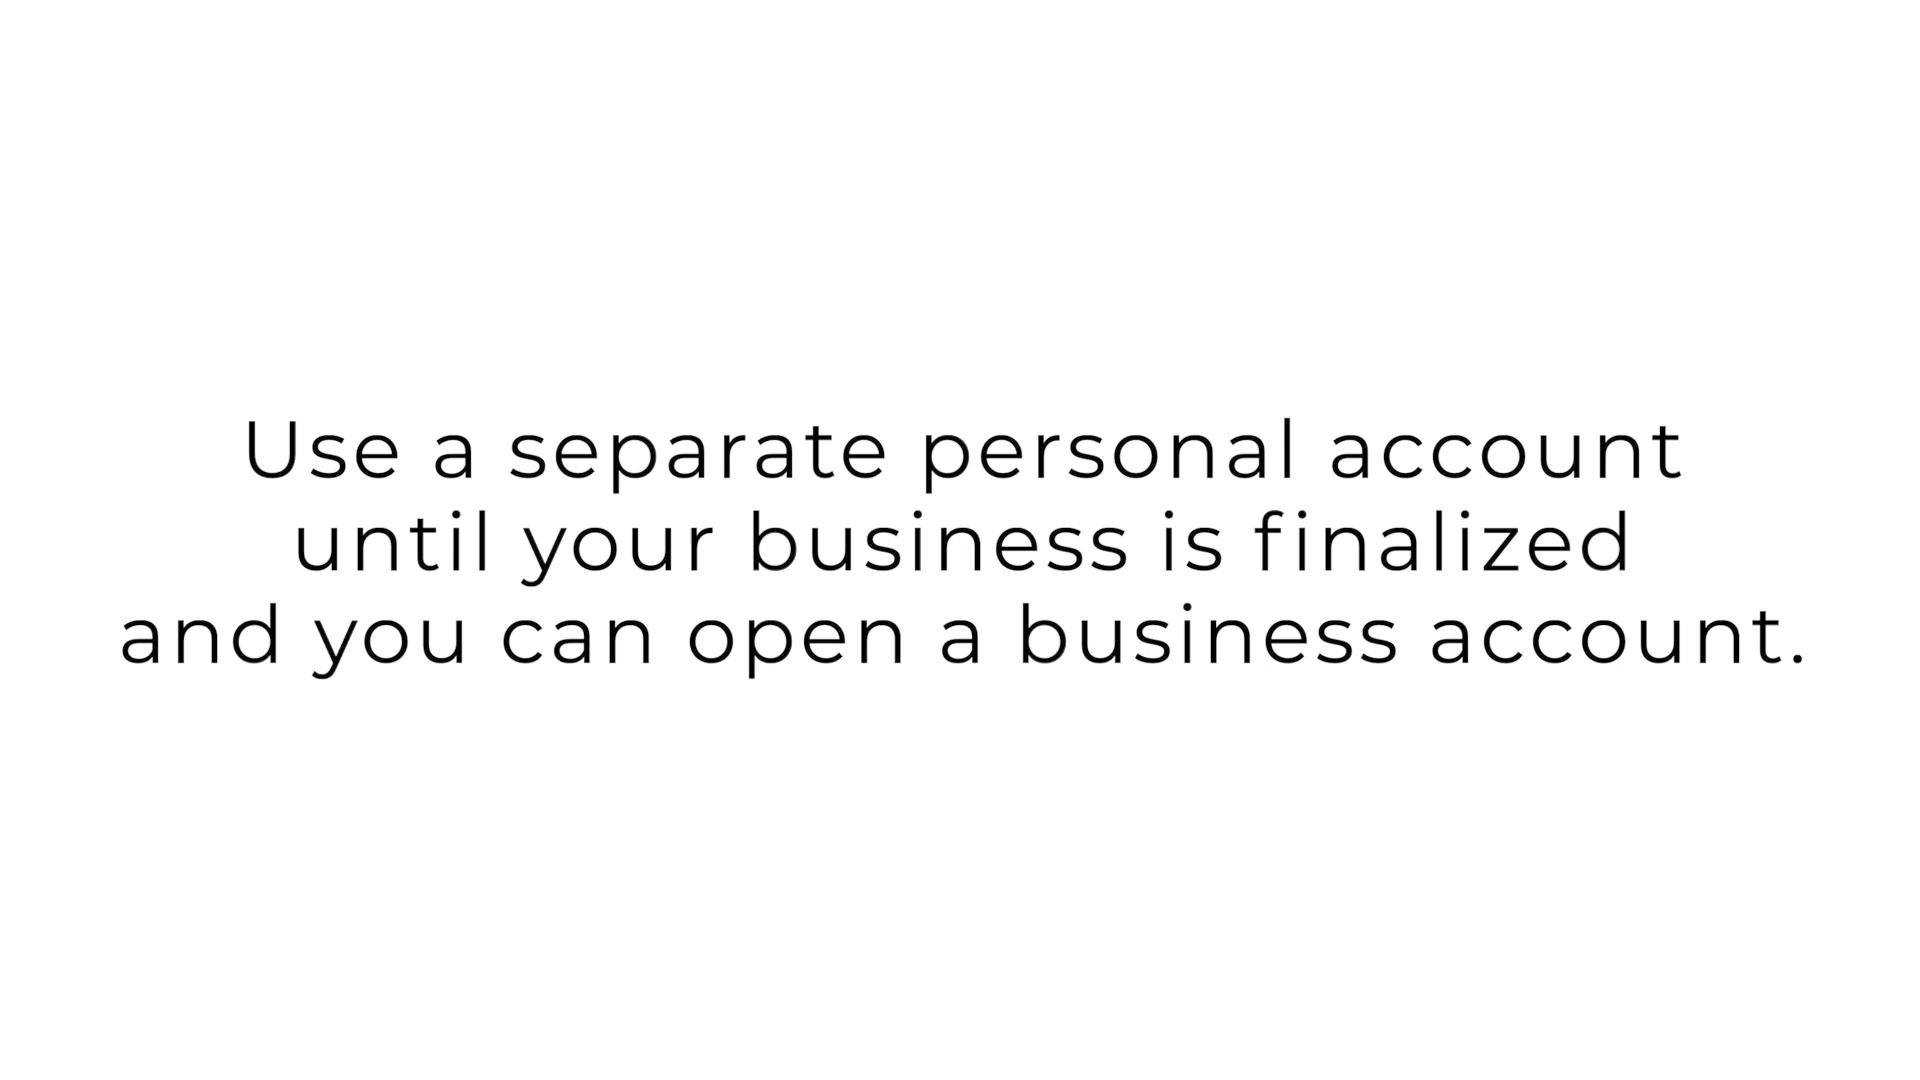 Use a separate personal account
until your business is finalized
and you can open a business account.